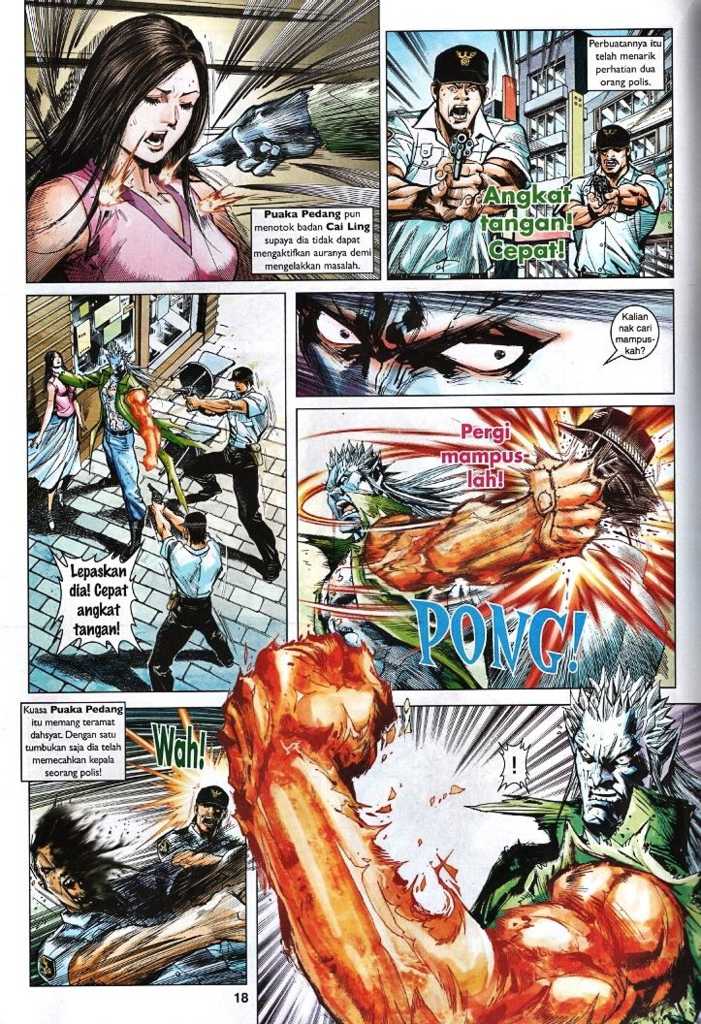 Puaka Pedang pun
menotok badan Cai Ling
supaya dia tidak dapat
mengaktifkan auranya demi
mengelakkan masalah.
Perbuatannya itu
telah menarik
perhatian dua
orang polis.
Angkat
tangan!
Cepat!
Lepaskan
dia! Cepat
angkat
tangan!
Kalian
nak cari
mampus-
kah?
Pergi
mampus-
lah!
PONG!
Kuasa Puaka Pedang
itu memang teramat
dahsyat. Dengan satu
tumbukan saja dia telah
memecahkan kepala
seorang polis!
Wah!
!
18